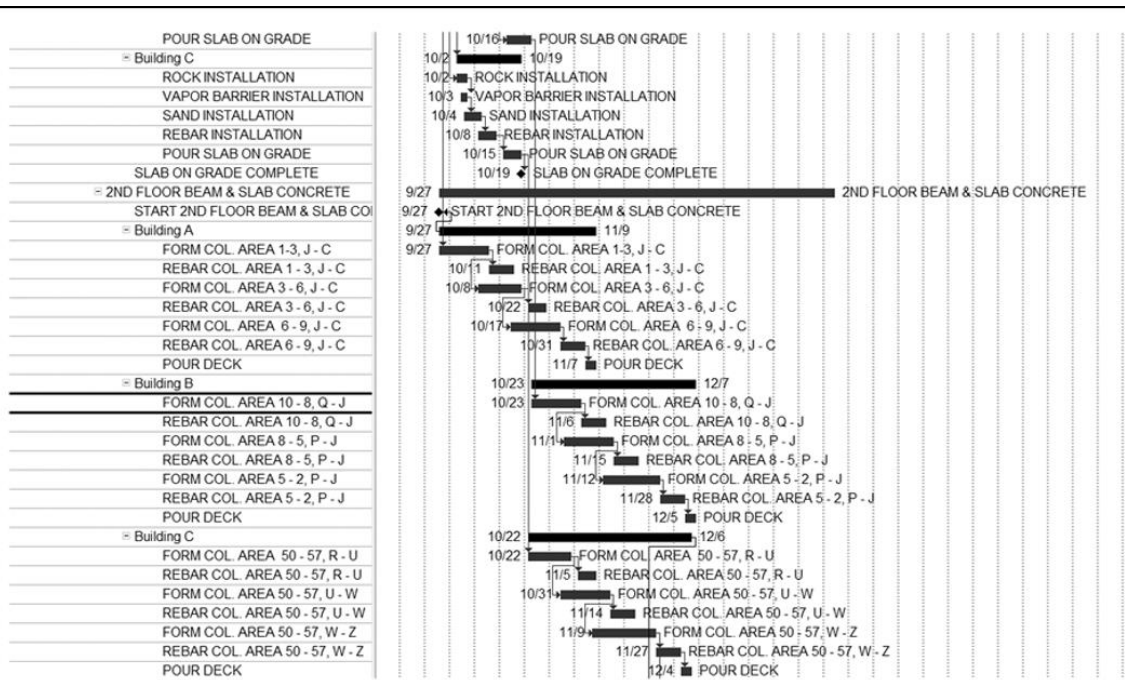 POUR SLAB ON GRADE 10/16 POUR SLAB ON GRADE
Building C 10/2 10/19
ROCK INSTALLATION 10/2 ROCK INSTALLATION
VAPOR BARRIER INSTALLATION 10/3 VAPOR BARRIER INSTALLATION
SAND INSTALLATION 10/4 SAND INSTALLATION
REBAR INSTALLATION 10/8 REBAR INSTALLATION
POUR SLAB ON GRADE 10/15 POUR SLAB ON GRADE
SLAB ON GRADE COMPLETE 10/19 SLAB ON GRADE COMPLETE
2ND FLOOR BEAM & SLAB CONCRETE 9/27 2ND FLOOR BEAM & SLAB CONCRETE
START 2ND FLOOR BEAM & SLAB COI 9/27 START 2ND FLOOR BEAM & SLAB CONCRETE
Building A 9/27 11/9
FORM COL. AREA 1-3, J - C 9/27 FORM COL. AREA 1-3, J - C
REBAR COL. AREA 1 - 3, J - C 10/11 REBAR COL. AREA 1 - 3, J - C
FORM COL. AREA 3 - 6, J - C 10/8 FORM COL. AREA 3 - 6, J - C
REBAR COL. AREA 3 - 6, J - C 10/22 REBAR COL. AREA 3 - 6, J - C
FORM COL. AREA 6 - 9, J - C 10/17 FORM COL. AREA 6 - 9, J - C
REBAR COL. AREA 6 - 9, J - C 10/31 REBAR COL. AREA 6 - 9, J - C
POUR DECK 11/7 POUR DECK
Building B 10/23 12/7
FORM COL. AREA 10 - 8, Q - J 10/23 FORM COL. AREA 10 - 8, Q - J
REBAR COL. AREA 10 - 8, Q - J 11/6 REBAR COL. AREA 10 - 8, Q - J
FORM COL. AREA 8 - 5, P - J 11/1 FORM COL. AREA 8 - 5, P - J
REBAR COL. AREA 8 - 5, P - J 11/15 REBAR COL. AREA 8 - 5, P - J
FORM COL. AREA 5 - 2, P - J 11/12 FORM COL. AREA 5 - 2, P - J
REBAR COL. AREA 5 - 2, P - J 11/28 REBAR COL. AREA 5 - 2, P - J
POUR DECK 12/5 POUR DECK
Building C 10/22 12/6
FORM COL. AREA 50 - 57, R - U 10/22 FORM COL. AREA 50 - 57, R - U
REBAR COL. AREA 50 - 57, R - U 11/5 REBAR COL. AREA 50 - 57, R - U
FORM COL. AREA 50 - 57, U - W 10/31 FORM COL. AREA 50 - 57, U - W
REBAR COL. AREA 50 - 57, U - W 11/14 REBAR COL. AREA 50 - 57, U - W
FORM COL. AREA 50 - 57, W - Z 11/9 FORM COL. AREA 50 - 57, W - Z
REBAR COL. AREA 50 - 57, W - Z 11/27 REBAR COL. AREA 50 - 57, W - Z
POUR DECK 12/4 POUR DECK